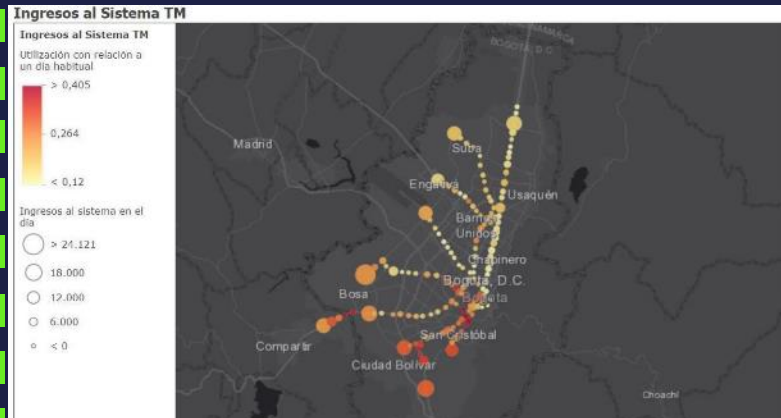 Ingresos al Sistema TM
Ingresos al Sistema TM
Utilización con relación a
un día habitual
> 0,405
0,264
< 0,12
Ingresos al sistema en el
día
> 24.121
18.000
12.000
6.000
< 0
BOGOTÁ, D.C.
Madrid
Suba
Engativá
Usaquén
Barrios
Unidos
Chapinero
Bogotá, D.C.
Bogotá
Bosa
San Cristóbal
Compartir
Ciudad Bolívar
Choachí